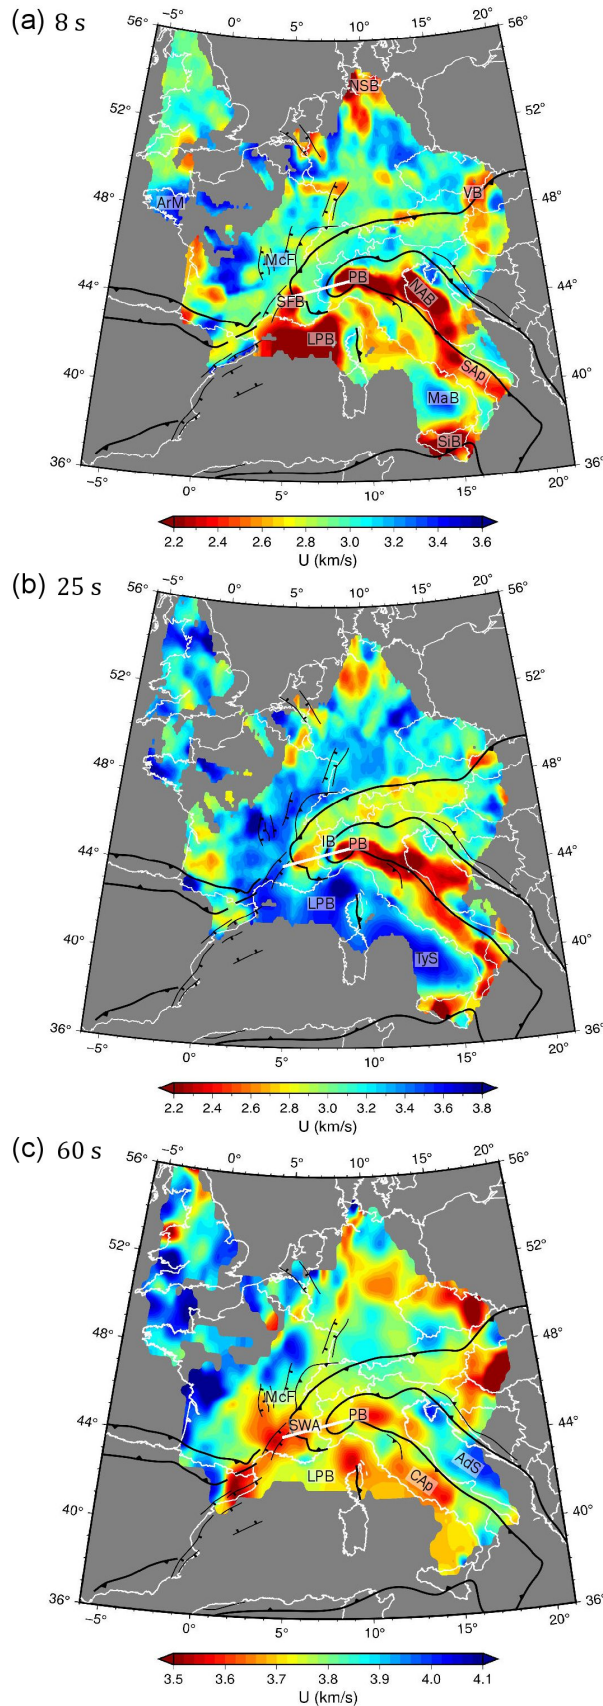 (a) 8 s
−5° 0° 5° 10° 15° 20°
56° 56°
52° 52°
48° 48°
44° 44°
40° 40°
36° 36°
−5° 0° 5° 10° 15° 20°
NSB
ArM
VB
McF
PB
NAB
SFB
LPB
SAp
MaB
SiB
2.2 2.4 2.6 2.8 3.0 3.2 3.4 3.6
U (km/s)
(b) 25 s
−5° 0° 5° 10° 15° 20°
56° 56°
52° 52°
48° 48°
44° 44°
40° 40°
36° 36°
−5° 0° 5° 10° 15° 20°
IB
PB
LPB
TyS
2.2 2.4 2.6 2.8 3.0 3.2 3.4 3.6 3.8
U (km/s)
(c) 60 s
−5° 0° 5° 10° 15° 20°
56° 56°
52° 52°
48° 48°
44° 44°
40° 40°
36° 36°
−5° 0° 5° 10° 15° 20°
McF
PB
SWA
AdS
LPB
CAp
3.5 3.6 3.7 3.8 3.9 4.0 4.1
U (km/s)